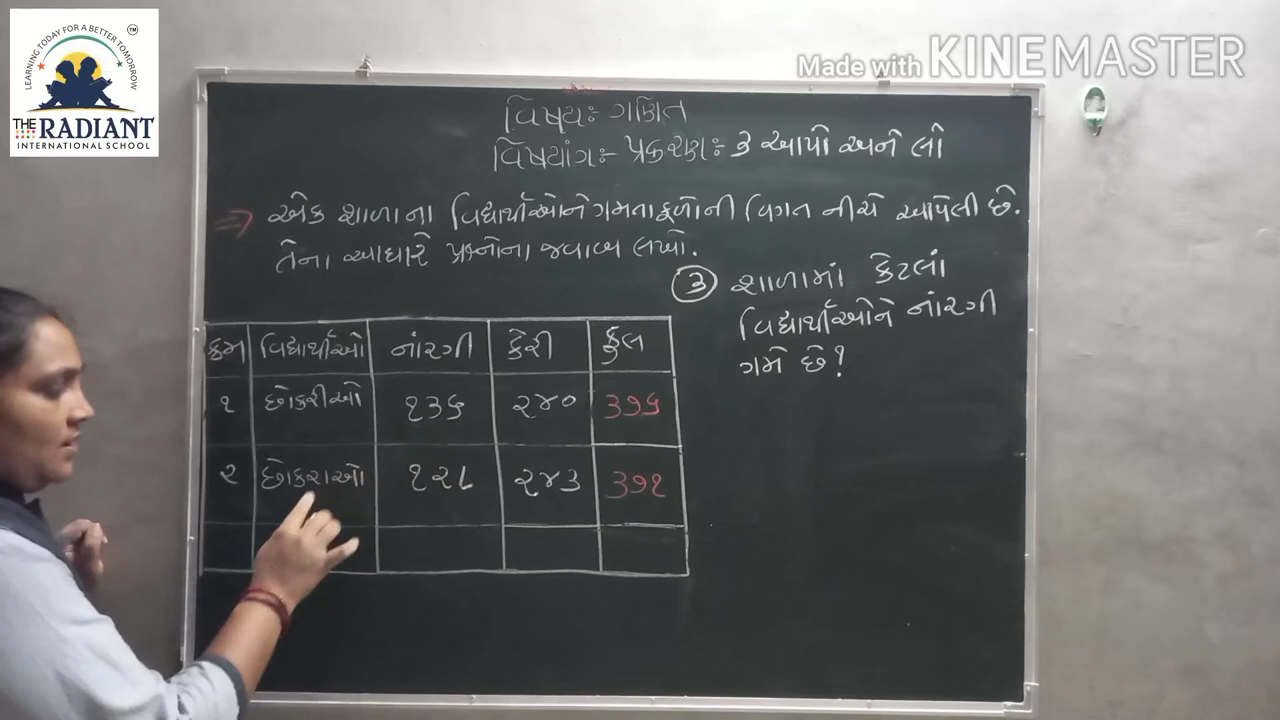 LEARNING TODAY FOR A BETTER TOMORROW
TM
THE RADIANT
INTERNATIONAL SCHOOL
Made with KINEMASTER
વિષય:- ગણિત
વિષયાંગ:- પ્રકરણ:- ૩ આપો અને લો
⇒ એક શાળાના વિદ્યાર્થીઓને ગમતા ફળોની વિગત નીચે આપેલી છે.
તેના આધારે પ્રશ્નોના જવાબ લખો.
૩ શાળામાં કેટલાં
વિદ્યાર્થીઓને નારંગી
ગમે છે?
ક્રમ વિદ્યાર્થીઓ નારંગી કેરી કુલ
૧ છોકરીઓ ૧૩૫ ૨૪૦ ૩૭૫
૨ છોકરાઓ ૧૨૮ ૨૪૩ ૩૭૧